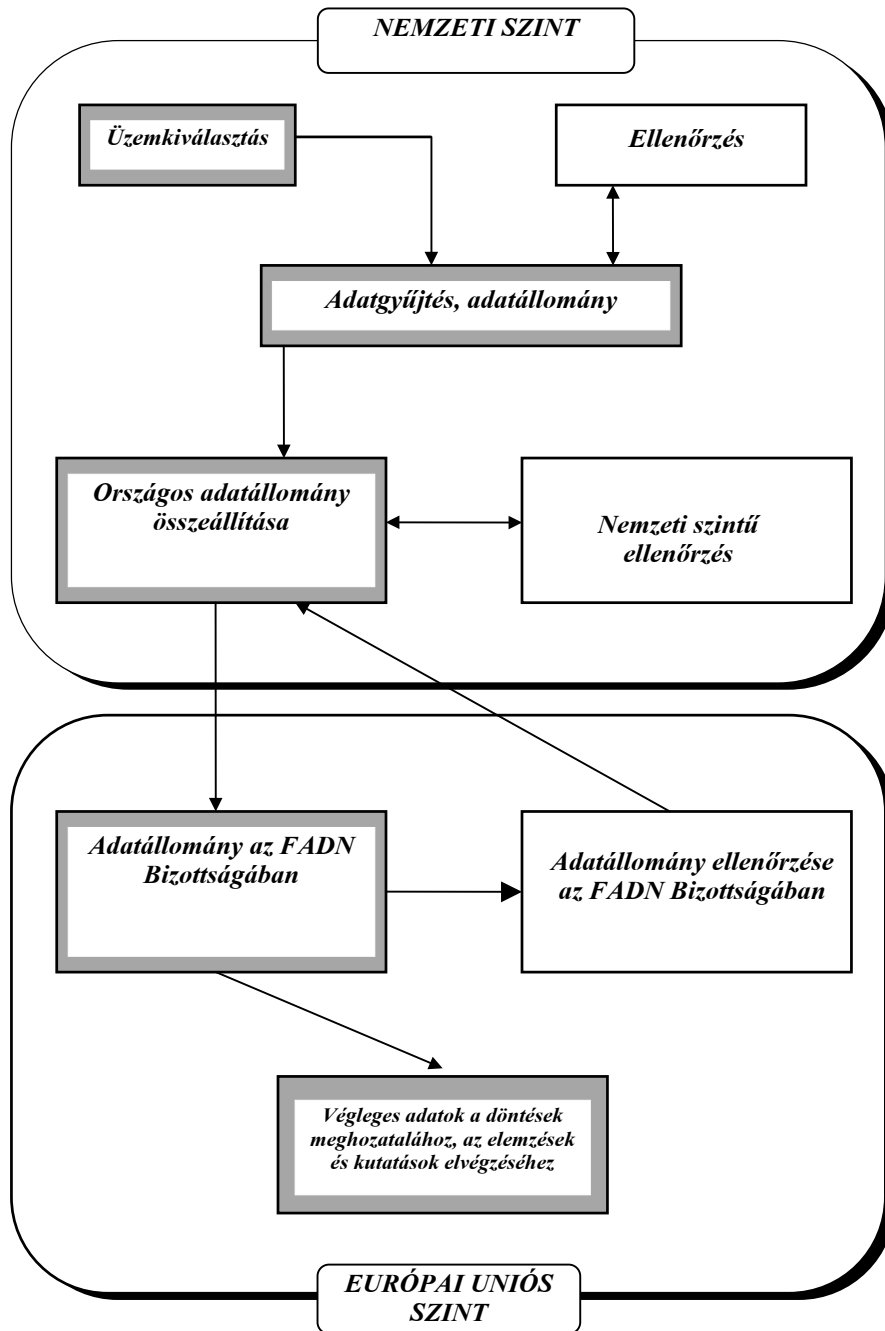 NEMZETI SZINT
Üzemkiválasztás
Ellenőrzés
Adatgyűjtés, adatállomány
Országos adatállomány
összeállítása
Nemzeti szintű
ellenőrzés
Adatállomány az FADN
Bizottságában
Adatállomány ellenőrzése
az FADN Bizottságában
Végleges adatok a döntések
meghozatalához, az elemzések
és kutatások elvégzéséhez
EURÓPAI UNIÓS
SZINT